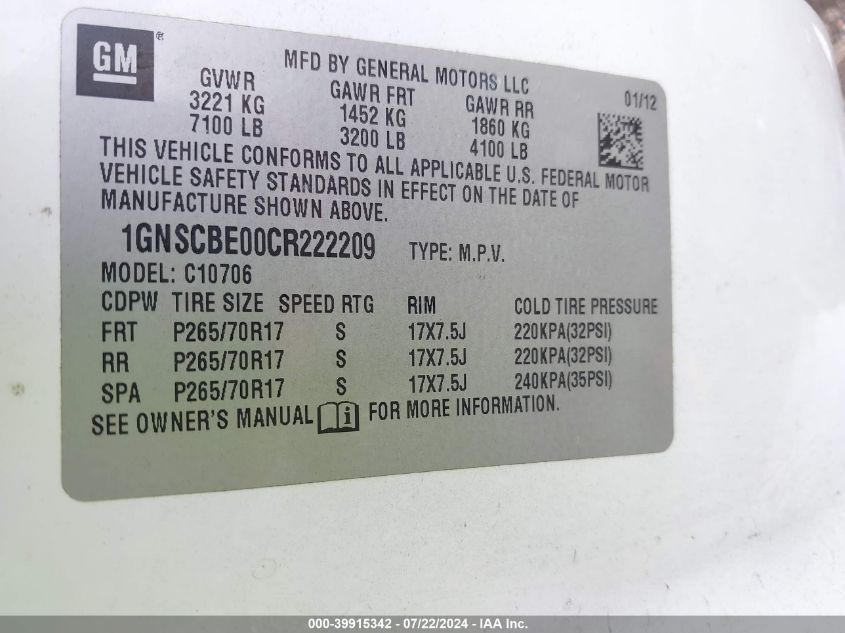 GM ®
MFD BY GENERAL MOTORS LLC
GVWR GAWR FRT GAWR RR 01/12
3221 KG 1452 KG 1860 KG
7100 LB 3200 LB 4100 LB
THIS VEHICLE CONFORMS TO ALL APPLICABLE U.S. FEDERAL MOTOR
VEHICLE SAFETY STANDARDS IN EFFECT ON THE DATE OF
MANUFACTURE SHOWN ABOVE.
1GNSCBE00CR222209 TYPE: M.P.V.
MODEL: C10706
CDPW TIRE SIZE SPEED RTG RIM COLD TIRE PRESSURE
FRT P265/70R17 S 17X7.5J 220KPA(32PSI)
RR P265/70R17 S 17X7.5J 220KPA(32PSI)
SPA P265/70R17 S 17X7.5J 240KPA(35PSI)
SEE OWNER'S MANUAL i FOR MORE INFORMATION.
000-39915342 - 07/22/2024 - IAA Inc.